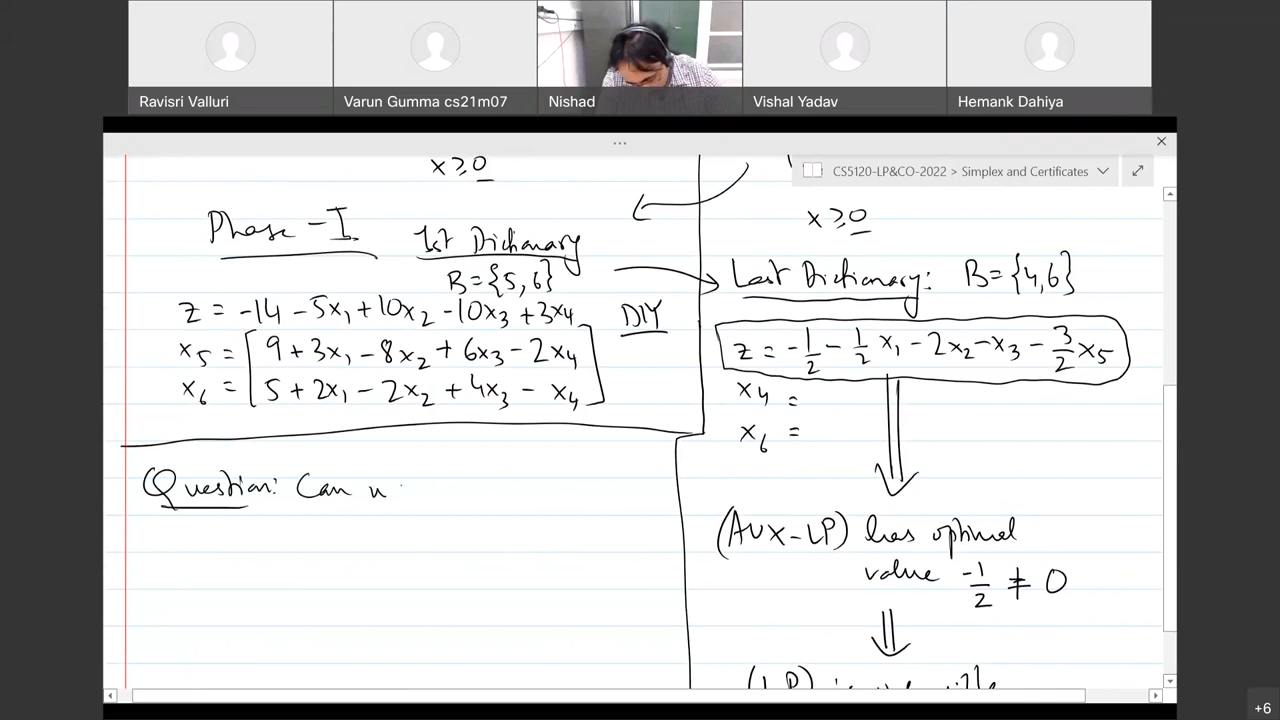 Ravisri Valluri
Varun Gumma cs21m07
Nishad
Vishal Yadav
Hemank Dahiya
CS5120-LP&CO-2022 > Simplex and Certificates
x ≥ 0
Phase - I
1st Dictionary
B = {5, 6}
z = -14 - 5x₁ + 10x₂ - 10x₃ + 3x₄
x₅ = [ 9 + 3x₁ - 8x₂ + 6x₃ - 2x₄ ]
x₆ = [ 5 + 2x₁ - 2x₂ + 4x₃ - x₄ ]
DIY
Question: Can
x ≥ 0
Last Dictionary: B = {4, 6}
z = -1/2 - 1/2 x₁ - 2x₂ - x₃ - 3/2 x₅
x₄ =
x₆ =
(AUX-LP) has optimal
value -1/2 ≠ 0
+6